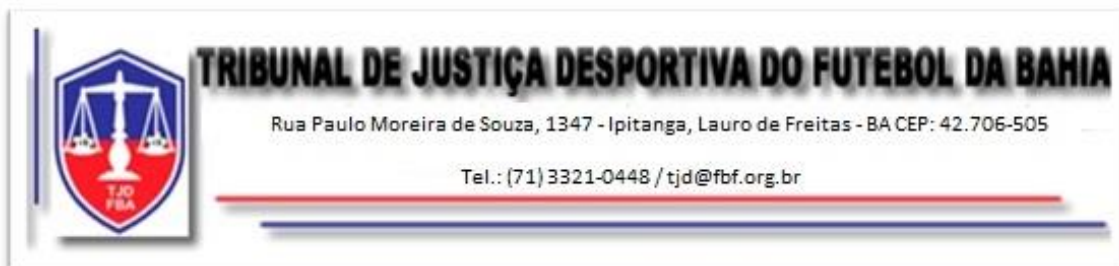 TRIBUNAL DE JUSTIÇA DESPORTIVA DO FUTEBOL DA BAHIA
Rua Paulo Moreira de Souza, 1347 - Ipitanga, Lauro de Freitas - BA CEP: 42.706-505
Tel.: (71) 3321-0448 / tjd@fbf.org.br
TJD
FBA